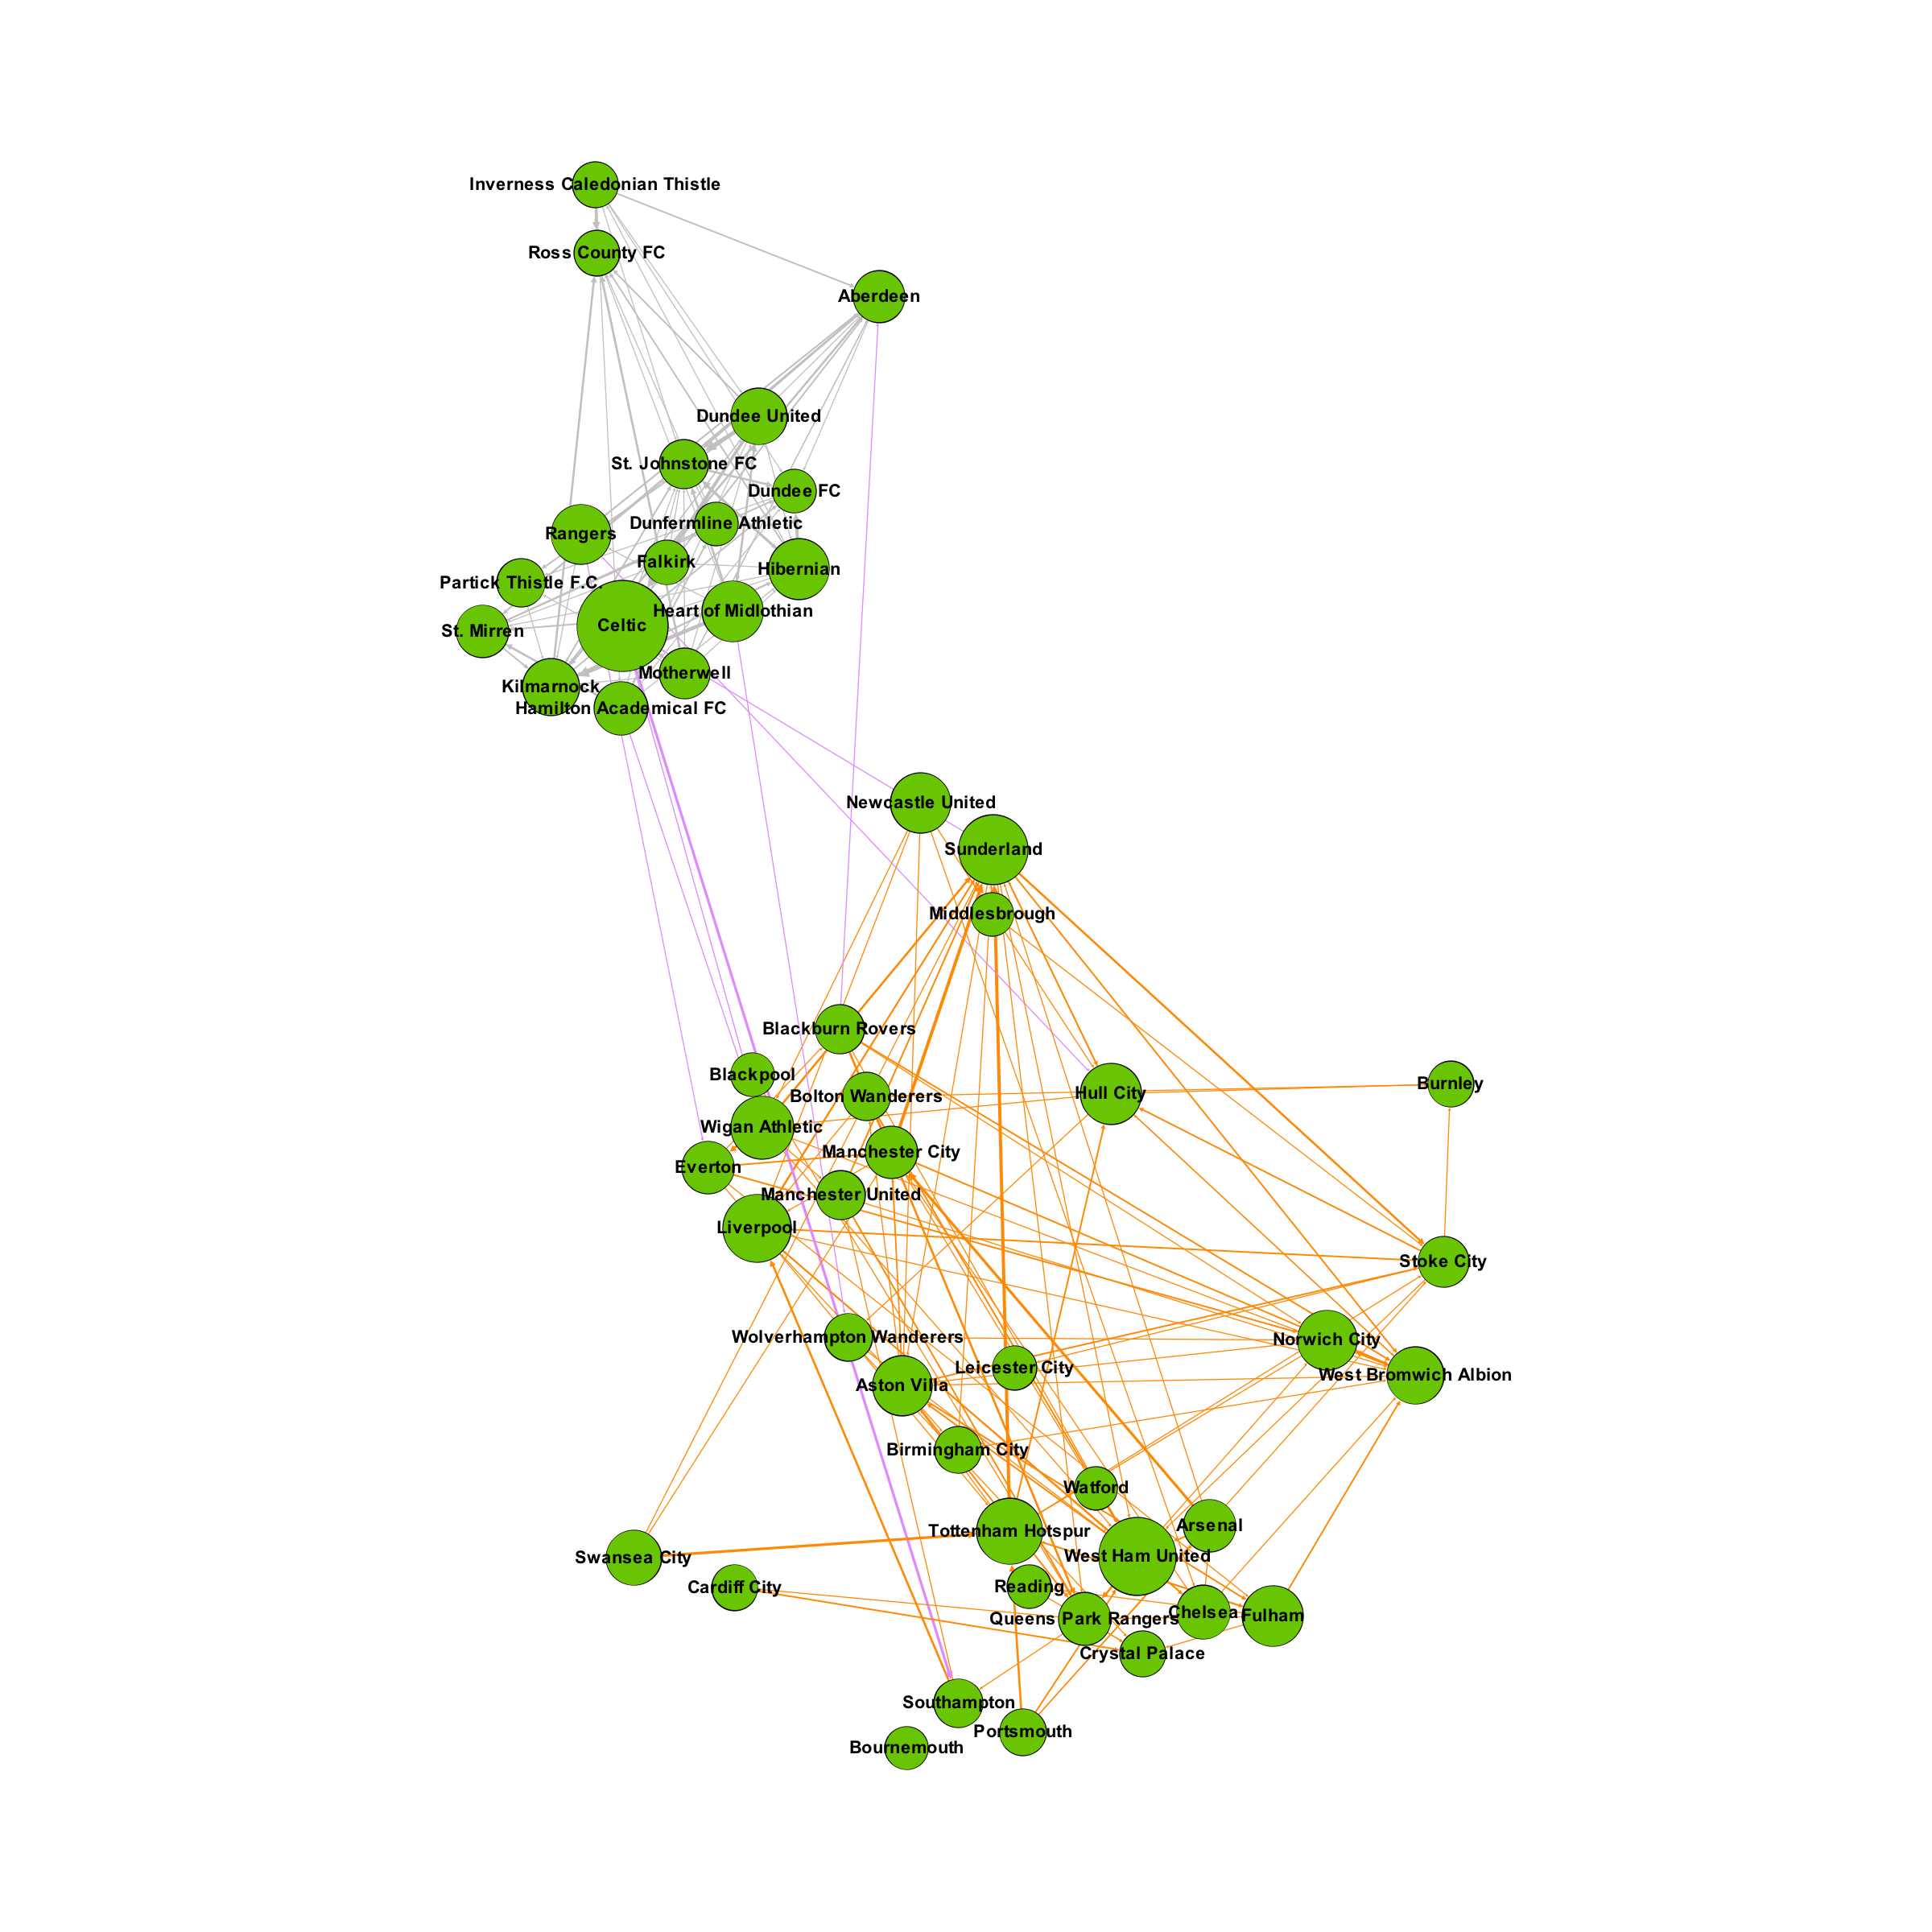 Inverness Caledonian Thistle
Ross County FC
Aberdeen
Dundee United
St. Johnstone FC
Dundee FC
Dunfermline Athletic
Rangers
Falkirk
Hibernian
Partick Thistle F.C.
Heart of Midlothian
Celtic
St. Mirren
Motherwell
Kilmarnock
Hamilton Academical FC
Newcastle United
Sunderland
Middlesbrough
Blackburn Rovers
Blackpool
Burnley
Hull City
Bolton Wanderers
Wigan Athletic
Manchester City
Everton
Manchester United
Liverpool
Stoke City
Wolverhampton Wanderers
Norwich City
Leicester City
West Bromwich Albion
Aston Villa
Birmingham City
Watford
Arsenal
Tottenham Hotspur
West Ham United
Swansea City
Reading
Cardiff City
Chelsea
Fulham
Queens Park Rangers
Crystal Palace
Southampton
Portsmouth
Bournemouth